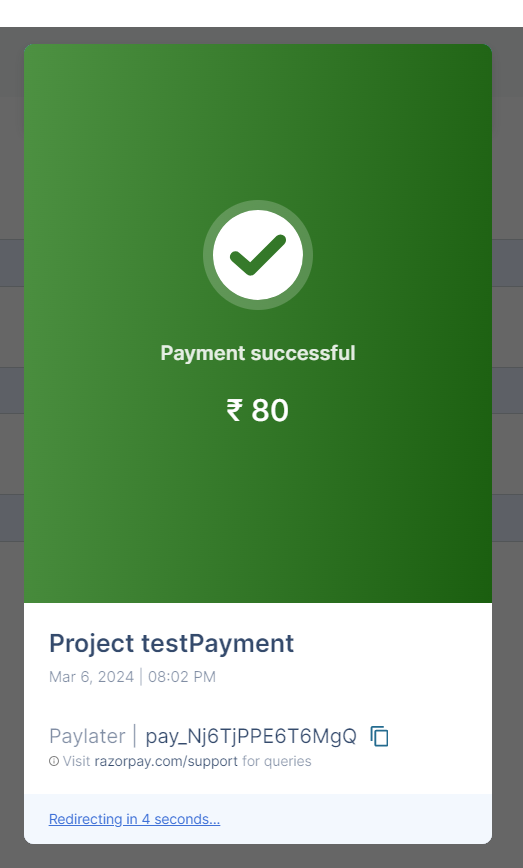 Payment successful
₹ 80
Project testPayment
Mar 6, 2024 | 08:02 PM
Paylater | pay_Nj6TjPPE6T6MgQ
Visit razorpay.com/support for queries
Redirecting in 4 seconds...